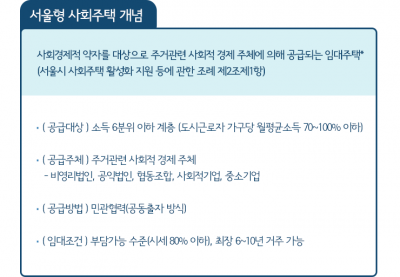 서울형 사회주택 개념
사회경제적 약자를 대상으로 주거관련 사회적 경제 주체에 의해 공급되는 임대주택*
(서울시 사회주택 활성화 지원 등에 관한 조례 제2조제1항)
· ( 공급대상 ) 소득 6분위 이하 계층 (도시근로자 가구당 월평균소득 70~100% 이하)
· ( 공급주체 ) 주거관련 사회적 경제 주체
- 비영리법인, 공익법인, 협동조합, 사회적기업, 중소기업
· ( 공급방법 ) 민관협력(공동출자 방식)
· ( 임대조건 ) 부담가능 수준(시세 80% 이하), 최장 6~10년 거주 가능